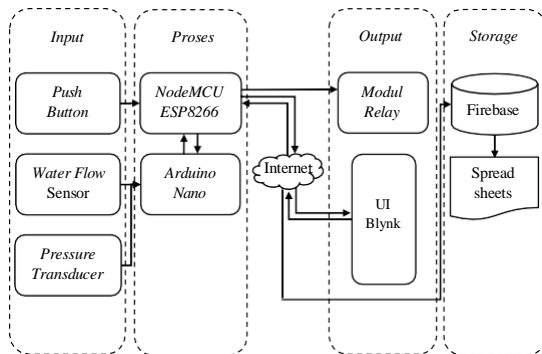 Input
Proses
Output
Storage
Push
Button
NodeMCU
ESP8266
Modul
Relay
Firebase
Water Flow
Sensor
Arduino
Nano
Internet
UI
Blynk
Spread
sheets
Pressure
Transducer